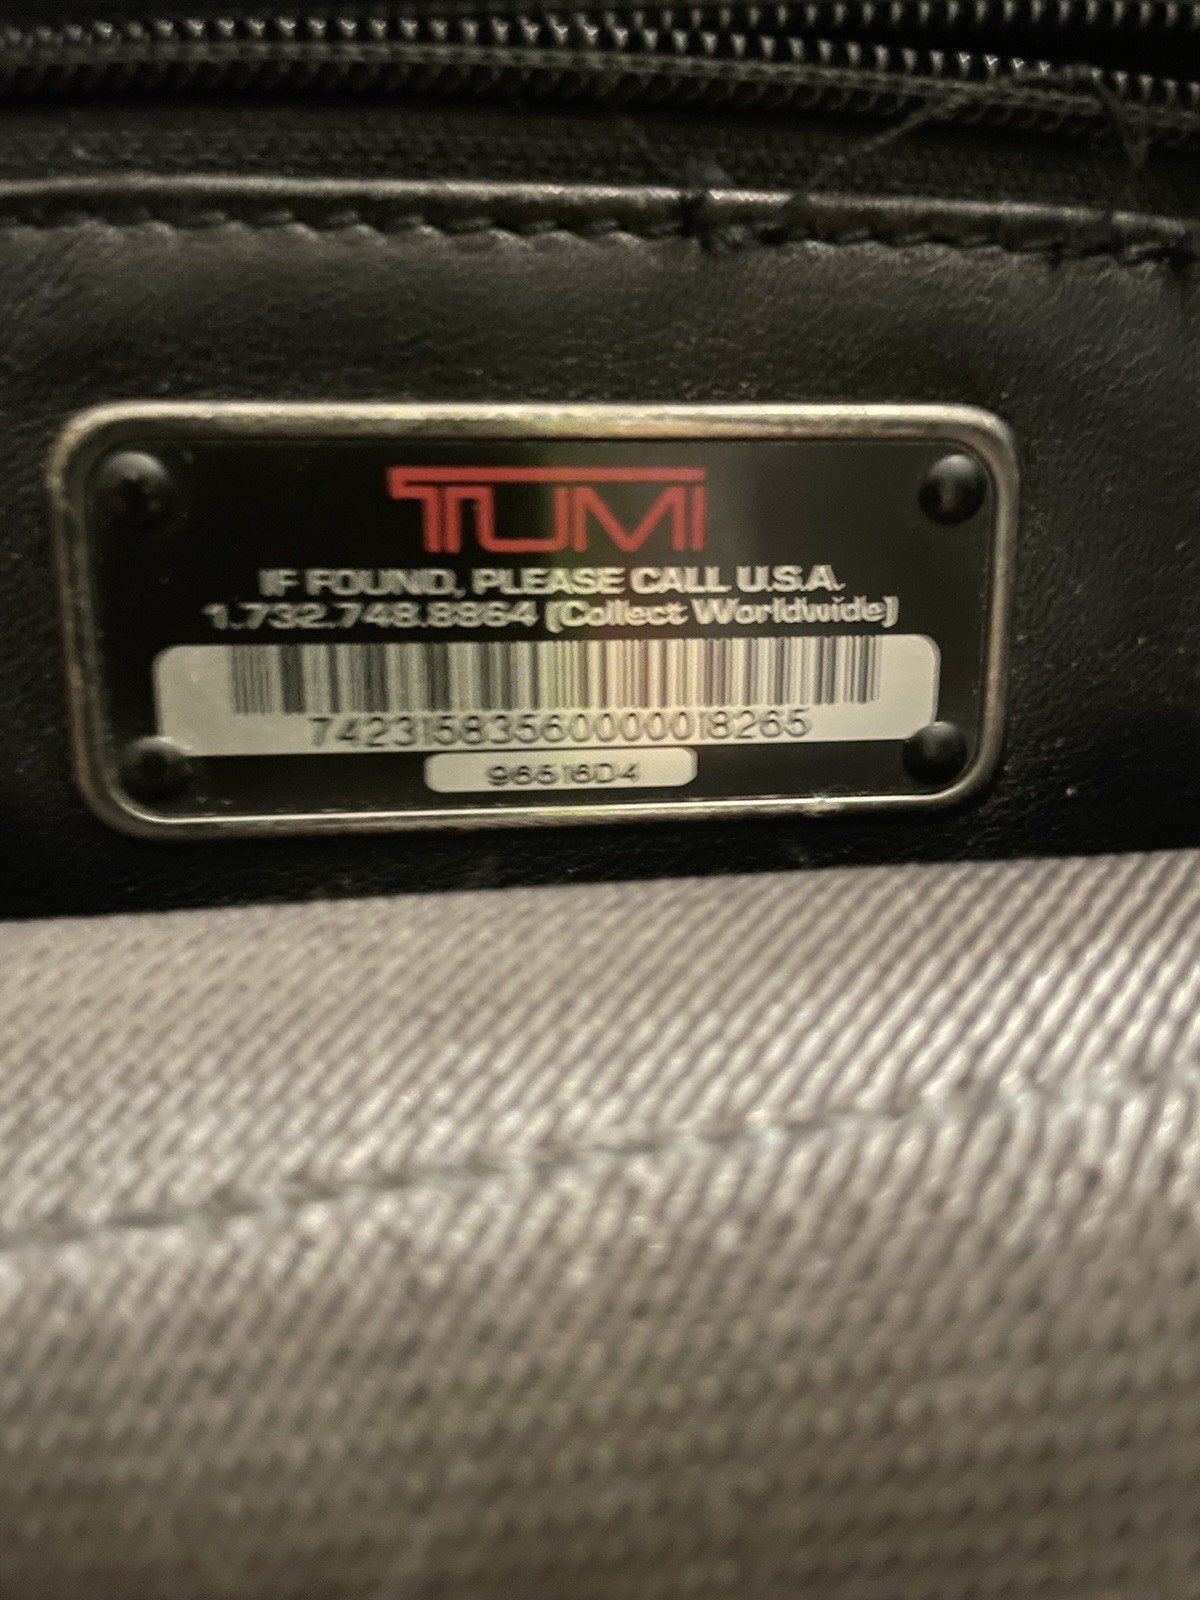 TUMI
IF FOUND, PLEASE CALL U.S.A.
1.732.748.8864 (Collect Worldwide)
74231583560000018265
96516D4